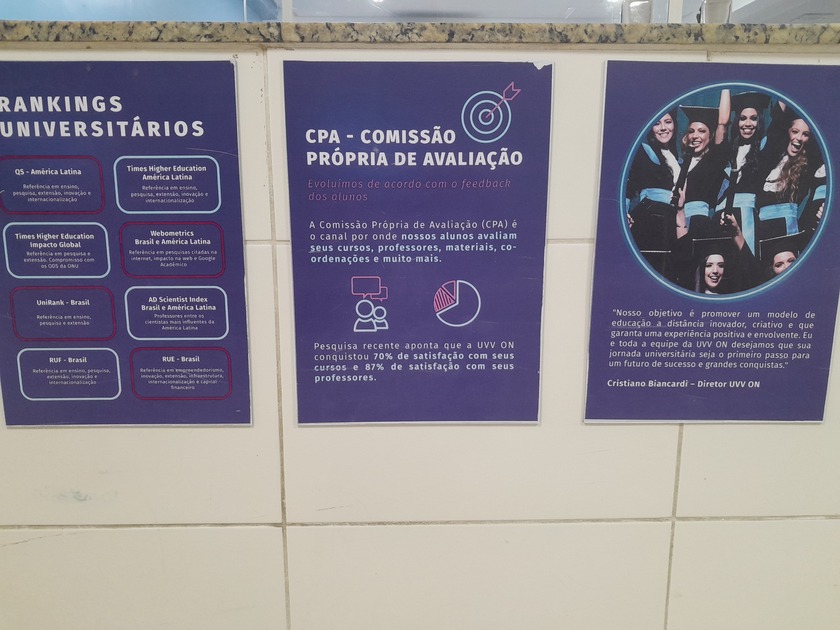 RANKINGS
UNIVERSITÁRIOS
QS - América Latina
Referência em ensino,
pesquisa, extensão, inovação e
internacionalização
Times Higher Education
América Latina
Referência em ensino,
pesquisa, extensão, inovação e
internacionalização
Times Higher Education
Impacto Global
Referência em pesquisa e
extensão. Compromisso com
os ODS da ONU
Webometrics
Brasil e América Latina
Referência em pesquisas citadas na
internet, impacto na web e Google
Acadêmico
UniRank - Brasil
Referência em ensino,
pesquisa e extensão
AD Scientist Index
Brasil e América Latina
Professores entre os
cientistas mais influentes da
América Latina
RUF - Brasil
Referência em ensino, pesquisa,
extensão, inovação e
internacionalização.
RUE - Brasil
Referência em empreendedorismo,
inovação, extensão, infraestrutura,
internacionalização e capital
financeiro
CPA - COMISSÃO
PRÓPRIA DE AVALIAÇÃO
Evoluímos de acordo com o feedback
dos alunos
A Comissão Própria de Avaliação (CPA) é
o canal por onde nossos alunos avaliam
seus cursos, professores, materiais, co-
ordenações e muito mais.
Pesquisa recente aponta que a UVV ON
conquistou 70% de satisfação com seus
cursos e 87% de satisfação com seus
professores.
"Nosso objetivo é promover um modelo de
educação a distância inovador, criativo e que
garanta uma experiência positiva e envolvente. Eu
e toda a equipe da UVV ON desejamos que sua
jornada universitária seja o primeiro passo para
um futuro de sucesso e grandes conquistas."
Cristiano Biancardi – Diretor UVV ON